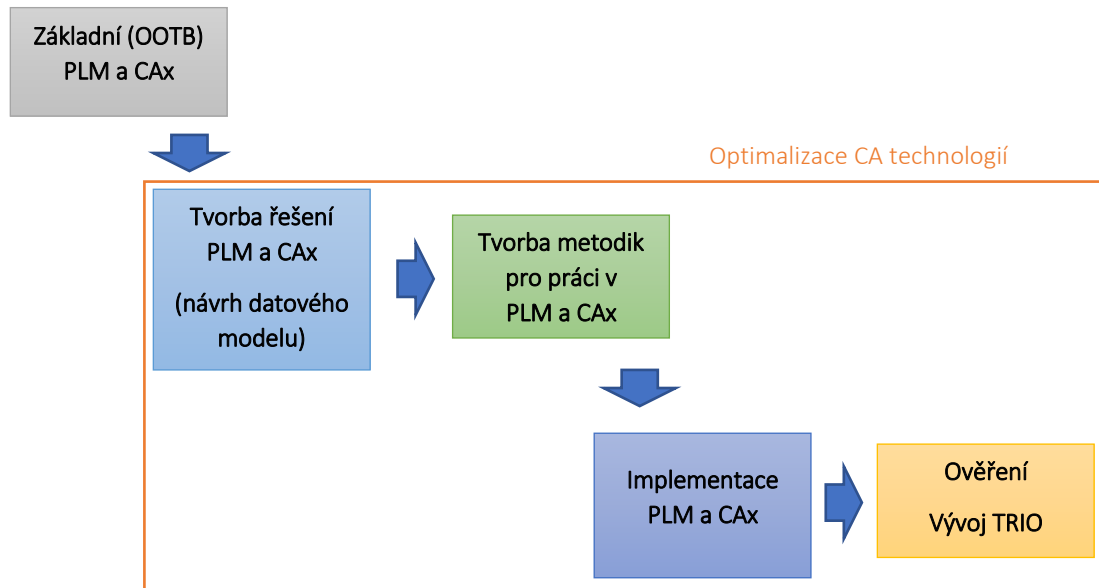 Základní (OOTB)
PLM a CAx
Optimalizace CA technologií
Tvorba řešení
PLM a CAx
(návrh datového
modelu)
Tvorba metodik
pro práci v
PLM a CAx
Implementace
PLM a CAx
Ověření
Vývoj TRIO